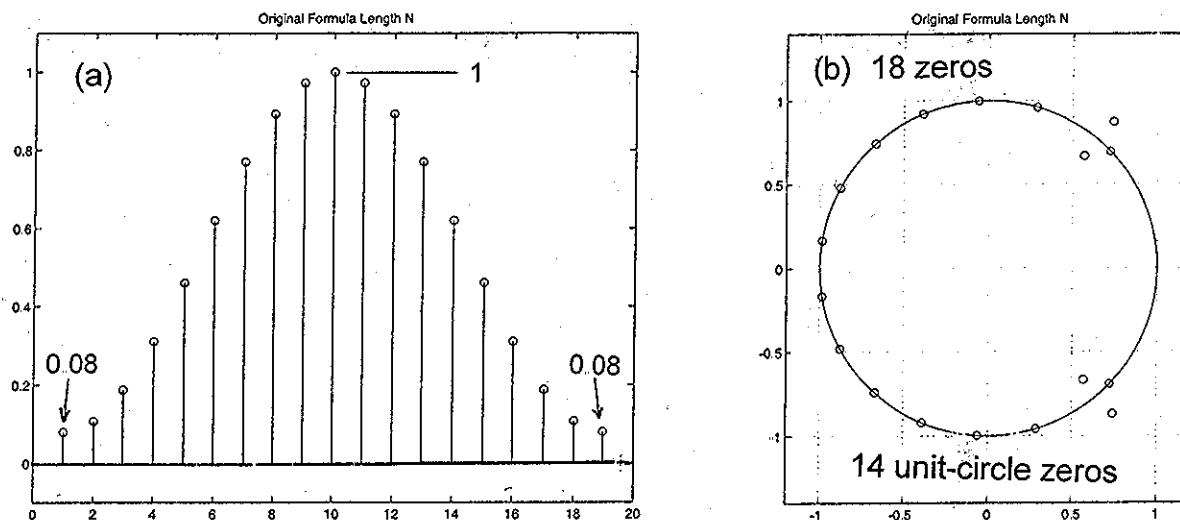 Original Formula Length N
(a)
1
0.08
0.08
1
0.8
0.6
0.4
0.2
0
0 2 4 6 8 10 12 14 16 18 20
Original Formula Length N
(b) 18 zeros
1
0.5
0
-0.5
-1
14 unit-circle zeros
-1 -0.5 0 0.5 1